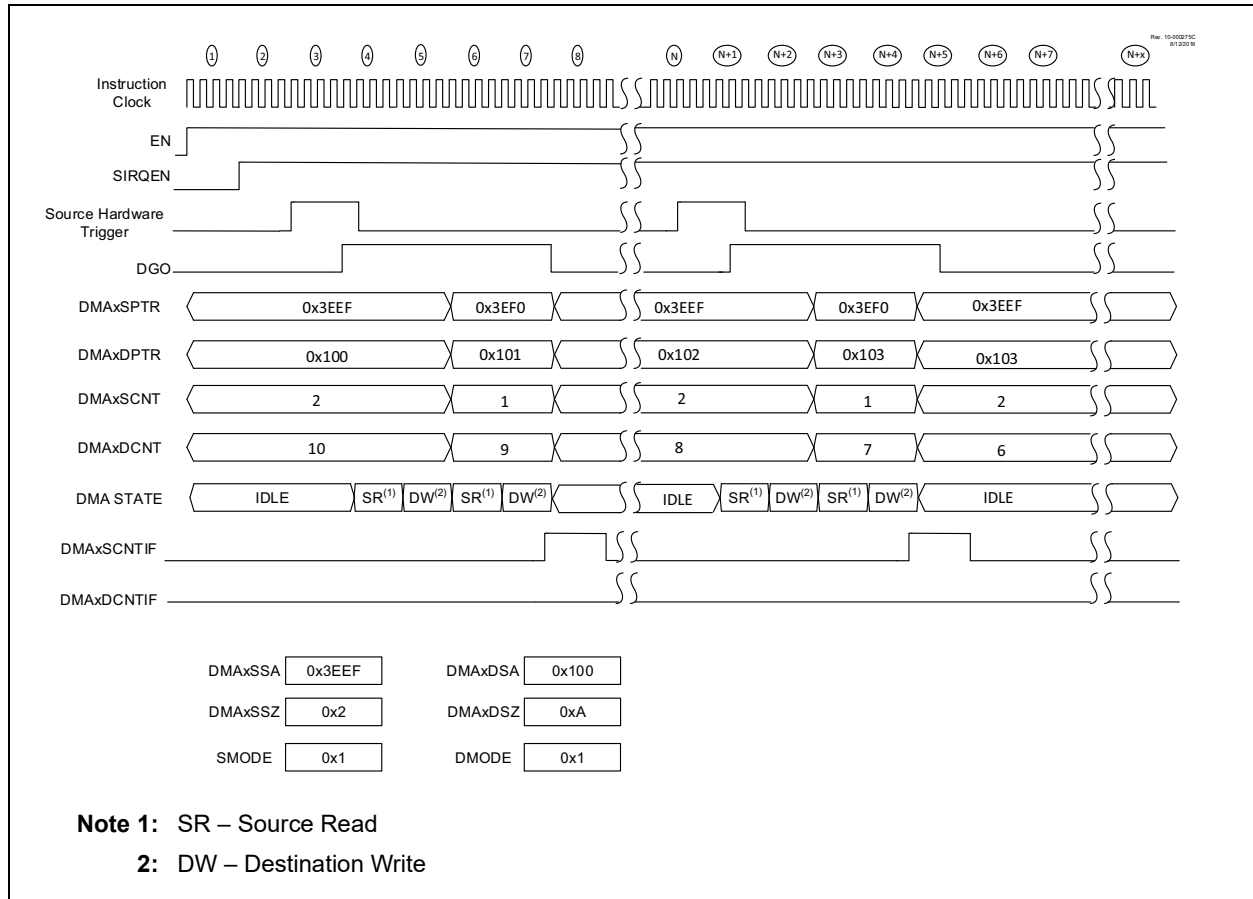 Rev. 10-000275C
8/12/2016
1 2 3 4 5 6 7 8 N N+1 N+2 N+3 N+4 N+5 N+6 N+7 N+x
Instruction
Clock
EN
SIRQEN
Source Hardware
Trigger
DGO
DMAxSPTR 0x3EEF 0x3EF0 0x3EEF 0x3EF0 0x3EEF
DMAxDPTR 0x100 0x101 0x102 0x103 0x103
DMAxSCNT 2 1 2 1 2
DMAxDCNT 10 9 8 7 6
DMA STATE IDLE SR(1) DW(2) SR(1) DW(2) IDLE SR(1) DW(2) SR(1) DW(2) IDLE
DMAxSCNTIF
DMAxDCNTIF
DMAxSSA 0x3EEF DMAxDSA 0x100
DMAxSSZ 0x2 DMAxDSZ 0xA
SMODE 0x1 DMODE 0x1
Note 1: SR – Source Read
2: DW – Destination Write